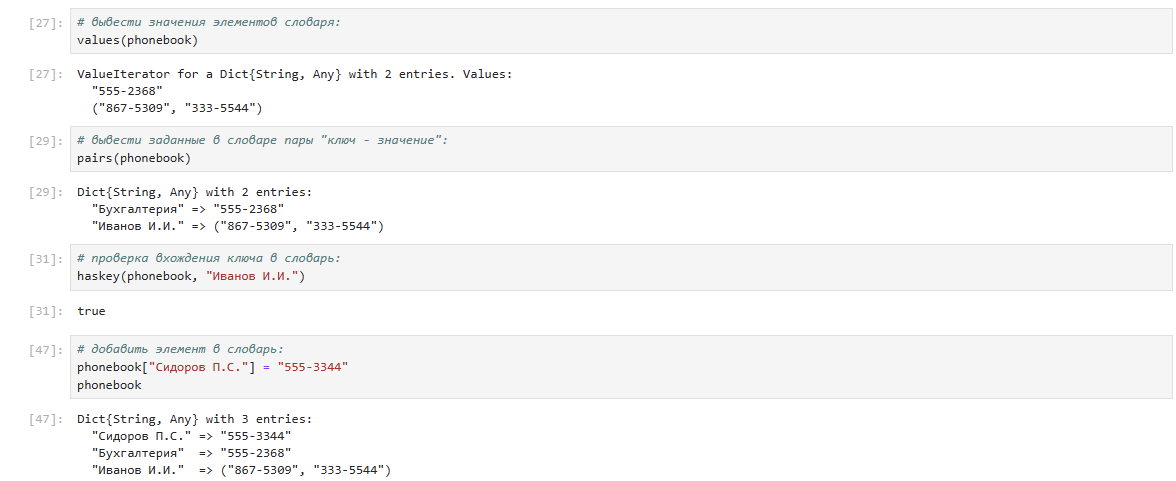 [27]: # вывести значения элементов словаря:
values(phonebook)
[27]: ValueIterator for a Dict{String, Any} with 2 entries. Values:
"555-2368"
("867-5309", "333-5544")
[29]: # вывести заданные в словаре пары "ключ - значение":
pairs(phonebook)
[29]: Dict{String, Any} with 2 entries:
"Бухгалтерия" => "555-2368"
"Иванов И.И." => ("867-5309", "333-5544")
[31]: # проверка вхождения ключа в словарь:
haskey(phonebook, "Иванов И.И.")
[31]: true
[47]: # добавить элемент в словарь:
phonebook["Сидоров П.С."] = "555-3344"
phonebook
[47]: Dict{String, Any} with 3 entries:
"Сидоров П.С." => "555-3344"
"Бухгалтерия"  => "555-2368"
"Иванов И.И."  => ("867-5309", "333-5544")